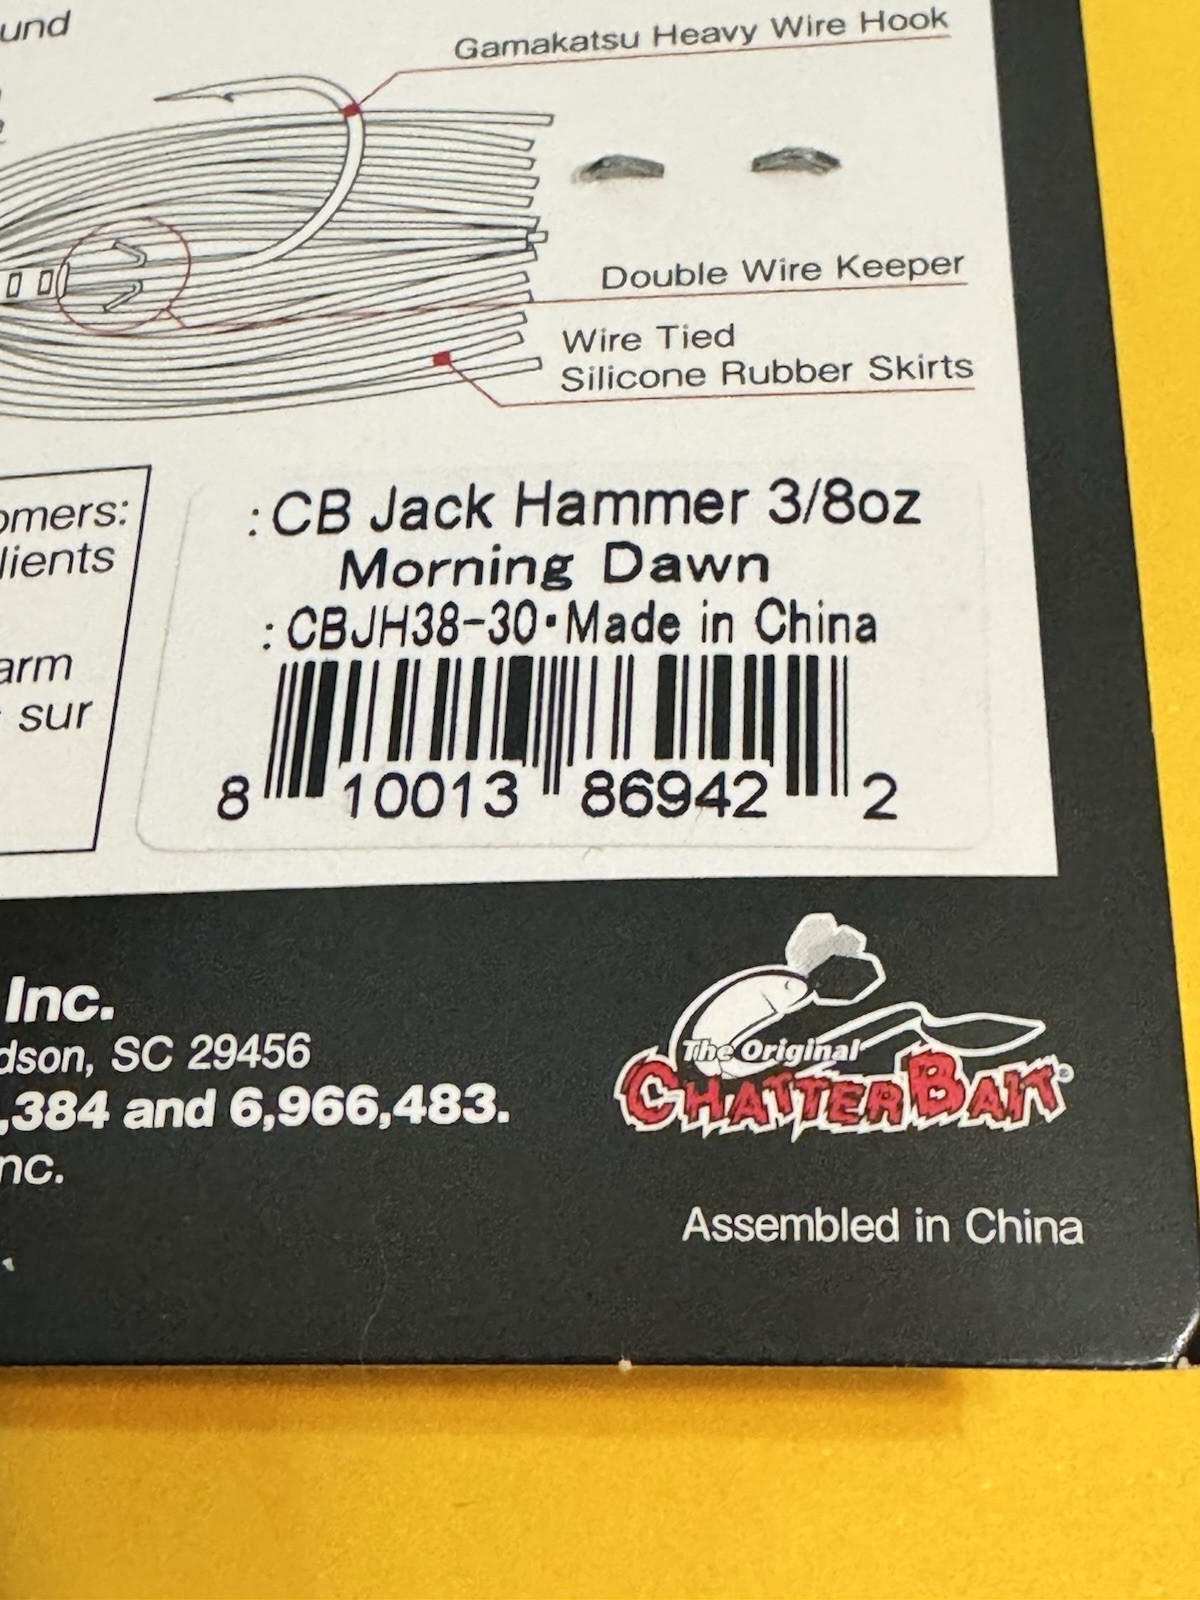 und
Gamakatsu Heavy Wire Hook
Double Wire Keeper
Wire Tied
Silicone Rubber Skirts
omers:
lients
arm
sur
:CB Jack Hammer 3/8oz
Morning Dawn
:CBJH38-30・Made in China
8 10013 86942 2
Inc.
dson, SC 29456
,384 and 6,966,483.
nc.
The Original
CHATTERBAIT®
Assembled in China